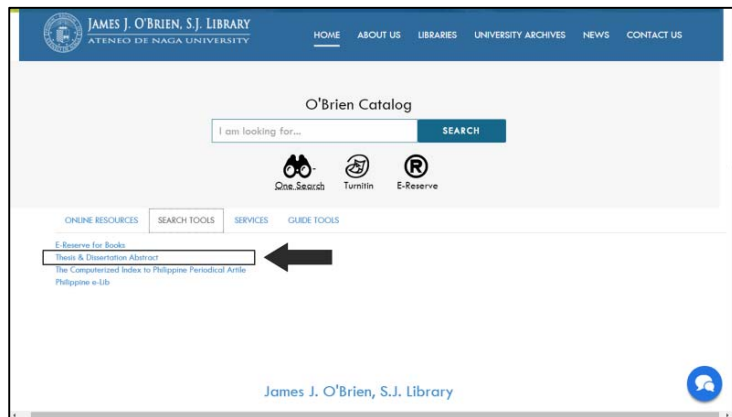 JAMES J. O'BRIEN, S.J. LIBRARY
ATENEO DE NAGA UNIVERSITY
HOME ABOUT US LIBRARIES UNIVERSITY ARCHIVES NEWS CONTACT US
O'Brien Catalog
I am looking for... SEARCH
One Search Turnitin E-Reserve
ONLINE RESOURCES SEARCH TOOLS SERVICES GUIDE TOOLS
E-Reserve for Books
Thesis & Dissertation Abstract
The Computerized Index to Philippine Periodical Artile
Philippine e-Lib
James J. O'Brien, S.J. Library